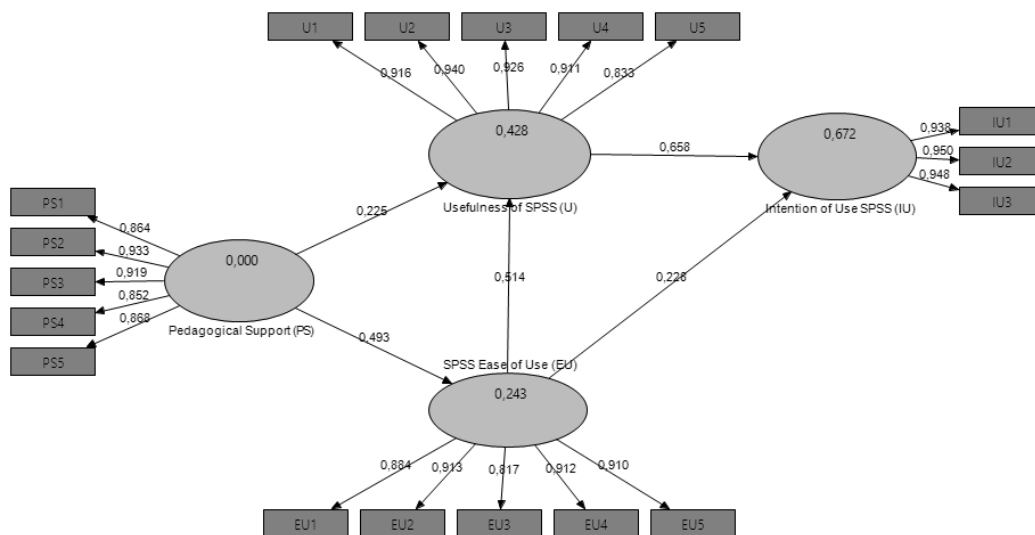 U1
U2
U3
U4
U5
0,916
0,940
0,926
0,911
0,833
0,428
Usefulness of SPSS (U)
0,672
Intention of Use SPSS (IU)
0,658
0,938
0,950
0,948
IU1
IU2
IU3
PS1
PS2
PS3
PS4
PS5
0,864
0,933
0,919
0,852
0,868
0,000
Pedagogical Support (PS)
0,225
0,493
0,514
0,226
SPSS Ease of Use (EU)
0,243
0,884
0,913
0,817
0,912
0,910
EU1
EU2
EU3
EU4
EU5